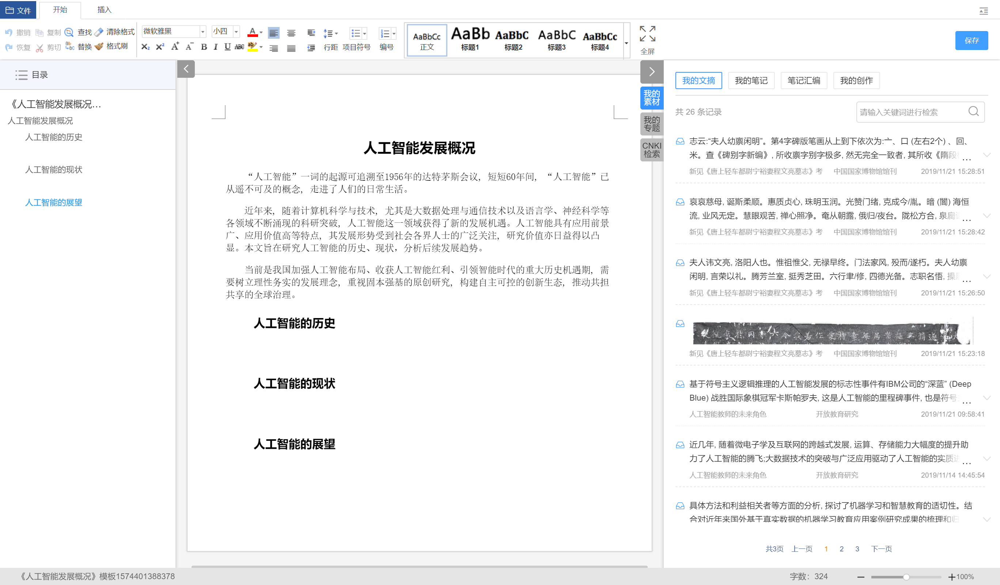 文件 开始 插入
撤销 复制 查找 清除格式 微软雅黑 小四
恢复 剪切 替换 格式刷 行距 项目符号 编号
AaBbCc AaBb AaBbC AaBbC AaBbCc
正文 标题1 标题2 标题3 标题4
全屏
保存
目录
《人工智能发展概况...
人工智能发展概况
人工智能的历史
人工智能的现状
人工智能的展望
人工智能发展概况
“人工智能”一词的起源可追溯至1956年的达特茅斯会议，短短60年间，“人工智能”已
从遥不可及的概念，走进了人们的日常生活。
近年来，随着计算机科学与技术，尤其是大数据处理与通信技术以及语言学、神经科学等
各领域不断涌现的科研突破，人工智能这一领域获得了新的发展机遇。人工智能具有应用前景
广、应用价值高等特点，其发展形势受到社会各界人士的广泛关注，研究价值亦日益得以凸
显。本文旨在研究人工智能的历史、现状，分析后续发展趋势。
当前是我国加强人工智能布局、收获人工智能红利、引领智能时代的重大历史机遇期，需
要树立理性务实的发展理念，重视固本强基的原创研究，构建自主可控的创新生态，推动共担
共享的全球治理。
人工智能的历史
人工智能的现状
人工智能的展望
我的
素材
我的
专题
CNKI
检索
我的文摘 我的笔记 笔记汇编 我的创作
共 26 条记录 请输入关键词进行检索
志云:“夫人幼禀闲明”。第4字碑版笔画从上到下依次为:亠、口 (左右2个) 、回、
米。查《碑别字新编》, 所收禀字别字极多, 然无完全一致者, 其所收《隋段...
新见《唐上轻车都尉宁裕妻程文亮墓志》考 中国国家博物馆馆刊 2019/11/21 15:28:51
哀哀慈母, 诞斯柔顺。惠质贞心, 珠明玉润。光赞门绪, 克成今/胤。暗 (闇) 海恒
流, 业风无定。慧眼观苦, 禅心照净。奄从朝露, 俄归/夜台。陇松方合, 泉扃...
新见《唐上轻车都尉宁裕妻程文亮墓志》考 中国国家博物馆馆刊 2019/11/21 15:28:42
夫人讳文亮, 洛阳人也。惟祖惟父, 无禄早终。门法家风, 殁而/遂朽。夫人幼禀
闲明, 言荣以礼。腾芳兰室, 挺秀芝田。六行聿/修, 四德光备。志职名悟, 操...
新见《唐上轻车都尉宁裕妻程文亮墓志》考 中国国家博物馆馆刊 2019/11/21 15:26:50
新见《唐上轻车都尉宁裕妻程文亮墓志》考 中国国家博物馆馆刊 2019/11/21 15:23:18
基于符号主义逻辑推理的人工智能发展的标志性事件有IBM公司的“深蓝” (Deep
Blue) 战胜国际象棋冠军卡斯帕罗夫, 这是人工智能的里程碑事件, 也是符号...
人工智能教师的未来角色 开放教育研究 2019/11/21 09:58:41
近几年, 随着微电子学及互联网的跨越式发展, 运算、存储能力大幅度的提升助
力了人工智能的腾飞;大数据技术的突破与广泛应用驱动了人工智能的实质进...
人工智能教师的未来角色 开放教育研究 2019/11/14 14:45:54
具体方法和利益相关者等方面的分析, 探讨了机器学习和智慧教育的适切性。结
合对近年来国外基于真实数据的机器学习教育应用案例研究成果的梳理和归
共3页 上一页 1 2 3 下一页
《人工智能发展概况》模板1574401388378 字数：324 100%